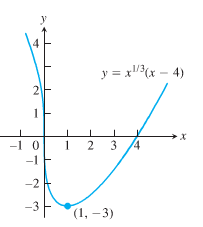 y
4
y = x^{1/3}(x − 4)
2
1
−1 0 1 2 3 4 x
−1
−2
−3
(1, −3)